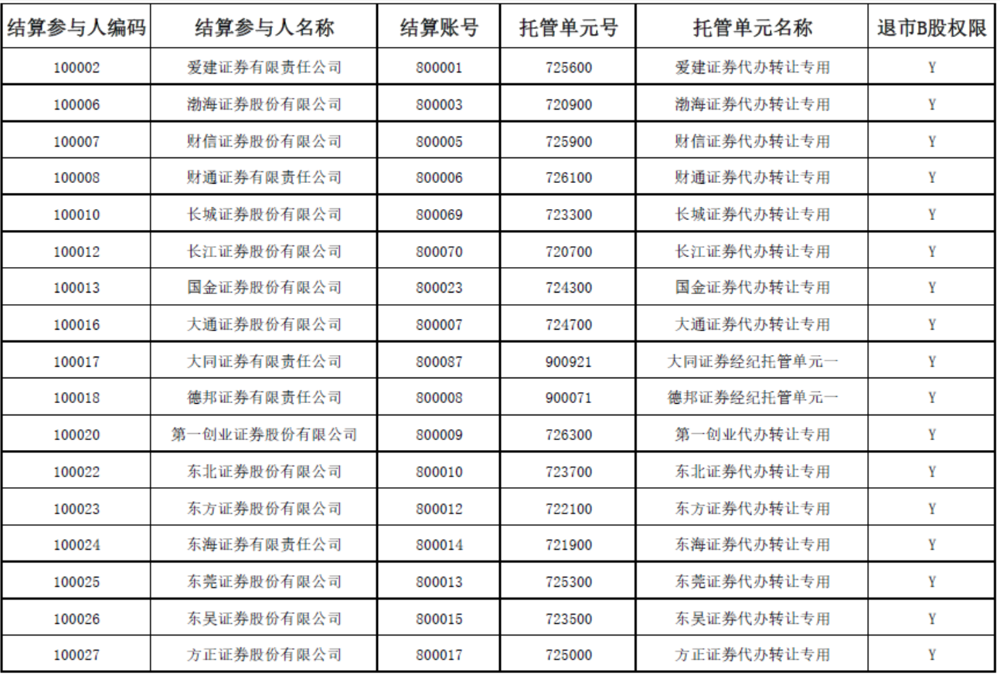 结算参与人编码 结算参与人名称 结算账号 托管单元号 托管单元名称 退市B股权限
100002 爱建证券有限责任公司 800001 725600 爱建证券代办转让专用 Y
100006 渤海证券股份有限公司 800003 720900 渤海证券代办转让专用 Y
100007 财信证券股份有限公司 800005 725900 财信证券代办转让专用 Y
100008 财通证券有限责任公司 800006 726100 财通证券代办转让专用 Y
100010 长城证券股份有限公司 800069 723300 长城证券代办转让专用 Y
100012 长江证券股份有限公司 800070 720700 长江证券代办转让专用 Y
100013 国金证券股份有限公司 800023 724300 国金证券代办转让专用 Y
100016 大通证券股份有限公司 800007 724700 大通证券代办转让专用 Y
100017 大同证券有限责任公司 800087 900921 大同证券经纪托管单元一 Y
100018 德邦证券有限责任公司 800008 900071 德邦证券经纪托管单元一 Y
100020 第一创业证券股份有限公司 800009 726300 第一创业代办转让专用 Y
100022 东北证券股份有限公司 800010 723700 东北证券代办转让专用 Y
100023 东方证券股份有限公司 800012 722100 东方证券代办转让专用 Y
100024 东海证券有限责任公司 800014 721900 东海证券代办转让专用 Y
100025 东莞证券股份有限公司 800013 725300 东莞证券代办转让专用 Y
100026 东吴证券股份有限公司 800015 723500 东吴证券代办转让专用 Y
100027 方正证券股份有限公司 800017 725000 方正证券代办转让专用 Y